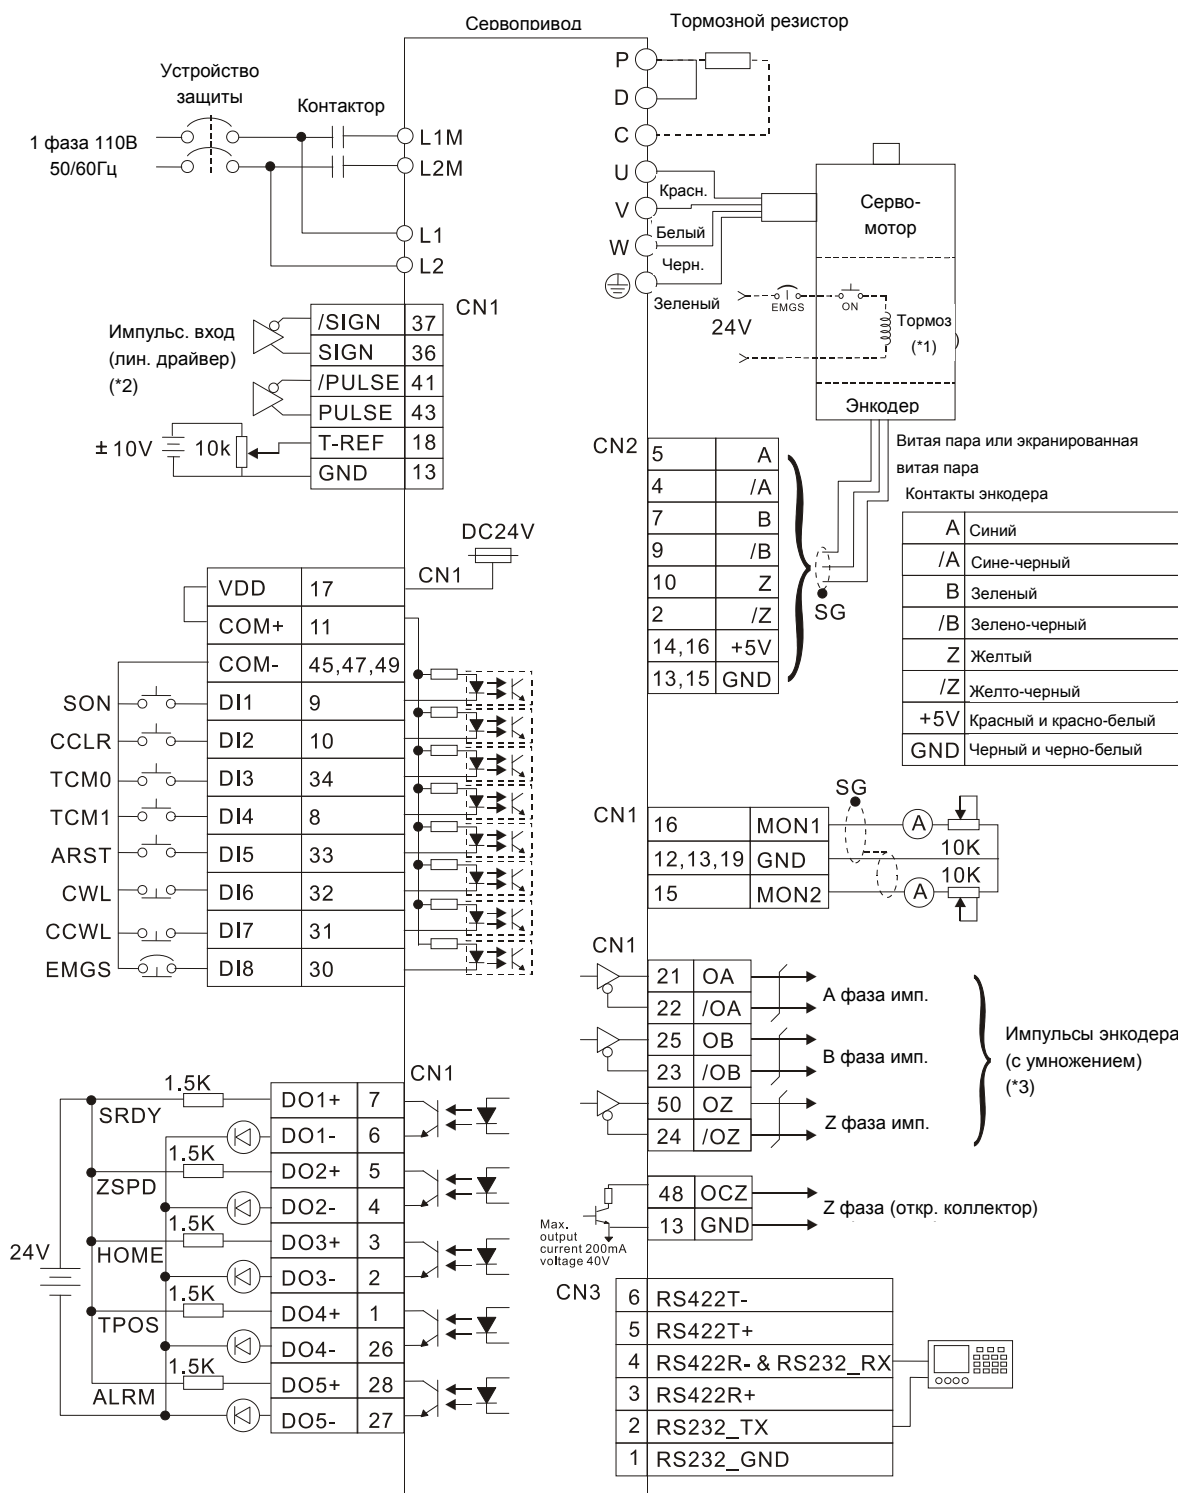 Сервопривод
Тормозной резистор
Устройство
защиты
Контактор
1 фаза 110В
50/60Гц
L1M
L2M
L1
L2
P
D
C
U
V
W
Красн.
Белый
Черн.
Зеленый
Серво-
мотор
EMGS
ON
24V
Тормоз
(*1)
Энкодер
CN1
Импульс. вход
(лин. драйвер)
(*2)
/SIGN 37
SIGN 36
/PULSE 41
PULSE 43
T-REF 18
GND 13
± 10V
10k
CN2
5 A
4 /A
7 B
9 /B
10 Z
2 /Z
14,16 +5V
13,15 GND
SG
Витая пара или экранированная
витая пара
Контакты энкодера
A Синий
/A Сине-черный
B Зеленый
/B Зелено-черный
Z Желтый
/Z Желто-черный
+5V Красный и красно-белый
GND Черный и черно-белый
DC24V
CN1
VDD 17
COM+ 11
COM- 45,47,49
SON DI1 9
CCLR DI2 10
TCM0 DI3 34
TCM1 DI4 8
ARST DI5 33
CWL DI6 32
CCWL DI7 31
EMGS DI8 30
SG
CN1
16 MON1
12,13,19 GND
15 MON2
A
10K
A
10K
CN1
21 OA
22 /OA
25 OB
23 /OB
50 OZ
24 /OZ
A фаза имп.
B фаза имп.
Z фаза имп.
Импульсы энкодера
(с умножением)
(*3)
48 OCZ
13 GND
Z фаза (откр. коллектор)
Max.
output
current 200mA
voltage 40V
CN1
24V
1.5K
SRDY
DO1+ 7
DO1- 6
1.5K
ZSPD
DO2+ 5
DO2- 4
1.5K
HOME
DO3+ 3
DO3- 2
1.5K
TPOS
DO4+ 1
DO4- 26
1.5K
ALRM
DO5+ 28
DO5- 27
CN3
6 RS422T-
5 RS422T+
4 RS422R- & RS232_RX
3 RS422R+
2 RS232_TX
1 RS232_GND